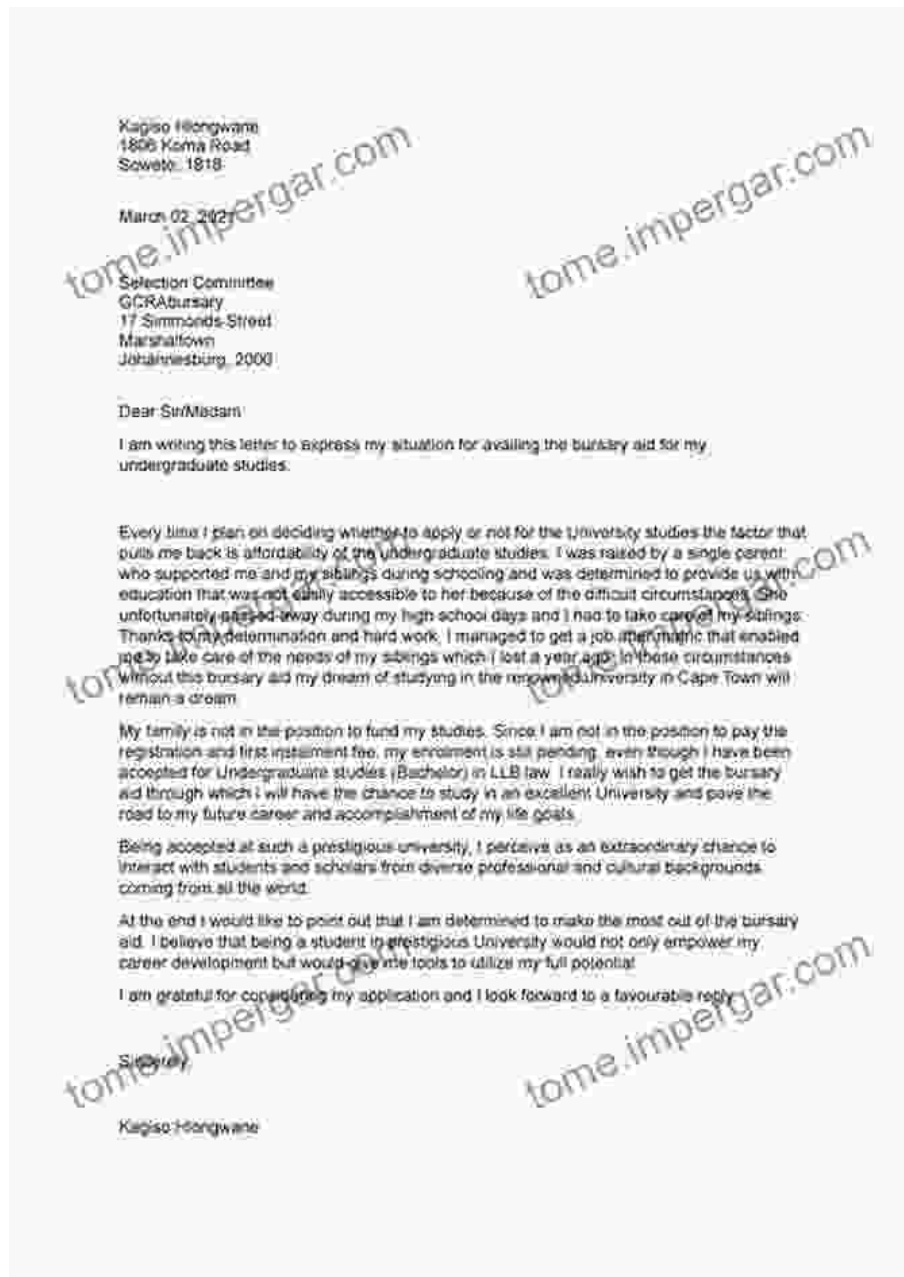 Kagiso Hlongwane
1806 Koma Road
Soweto, 1818
March 02, 2021
Selection Committee
GCRAbursary
17 Simmonds Street
Marshaltown
Johannesburg, 2000
Dear Sir/Madam
I am writing this letter to express my situation for availing the bursary aid for my
undergraduate studies.
Every time I plan on deciding whether to apply or not for the University studies the factor that
pulls me back is affordability of the undergraduate studies. I was raised by a single parent
who supported me and my siblings during schooling and was determined to provide us with
education that was not easily accessible to her because of the difficult circumstances. She
unfortunately passed away during my high school days and I had to take care of my siblings.
Thanks to my determination and hard work, I managed to get a job after matric that enabled
me to take care of the needs of my siblings which I lost a year ago. In these circumstances
without this bursary aid my dream of studying in the renowned University in Cape Town will
remain a dream
My family is not in the position to fund my studies. Since I am not in the position to pay the
registration and first instalment fee, my enrolment is still pending, even though I have been
accepted for Undergraduate studies (Bachelor) in LLB law. I really wish to get the bursary
aid through which I will have the chance to study in an excellent University and pave the
road to my future career and accomplishment of my life goals.
Being accepted at such a prestigious university, I perceive as an extraordinary chance to
interact with students and scholars from diverse professional and cultural backgrounds
coming from all the world.
At the end I would like to point out that I am determined to make the most out of the bursary
aid. I believe that being a student in prestigious University would not only empower my
career development but would give me tools to utilize my full potential
I am grateful for considering my application and I look forward to a favourable reply
Sincerely
Kagiso Hlongwane
tome.impergar.com
tome.impergar.com
tome.impergar.com
tome.impergar.com
tome.impergar.com
tome.impergar.com